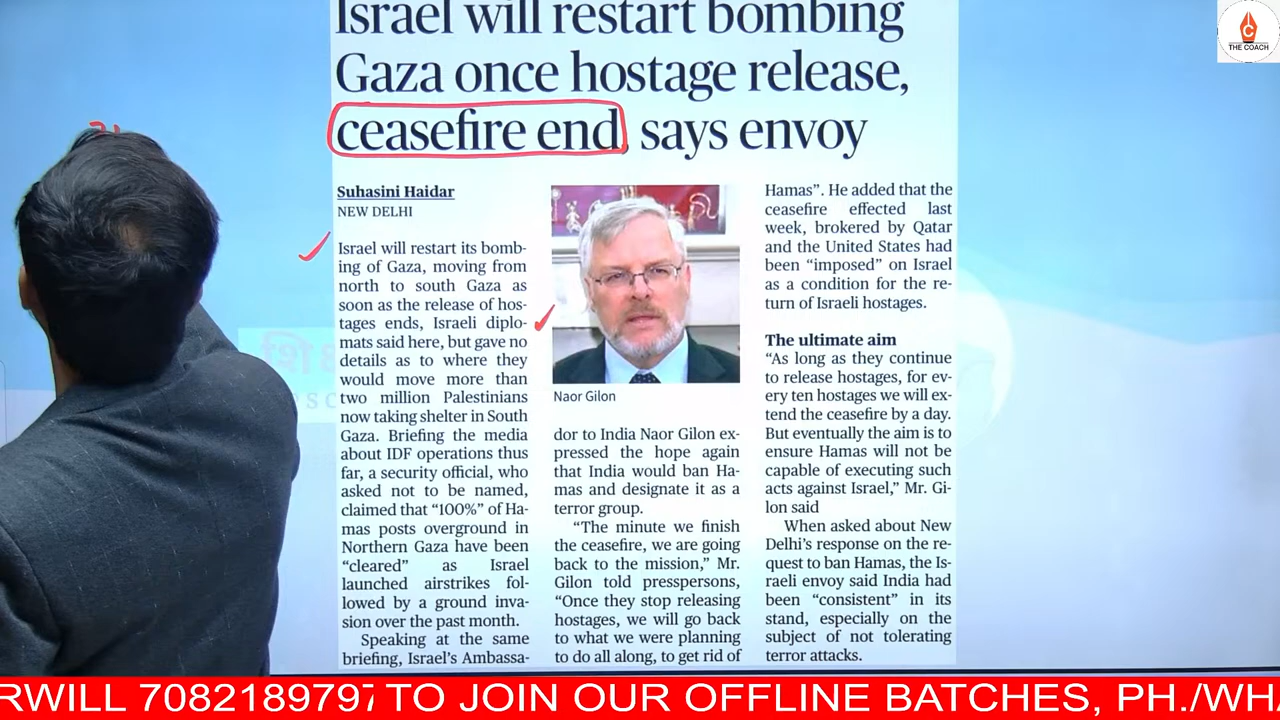 Israel will restart bombing
Gaza once hostage release,
ceasefire end, says envoy
THE COACH
Suhasini Haidar
NEW DELHI
Israel will restart its bomb-
ing of Gaza, moving from
north to south Gaza as
soon as the release of hos-
tages ends, Israeli diplo-
mats said here, but gave no
details as to where they
would move more than
two million Palestinians
now taking shelter in South
Gaza. Briefing the media
about IDF operations thus
far, a security official, who
asked not to be named,
claimed that “100%” of Ha-
mas posts overground in
Northern Gaza have been
“cleared” as Israel
launched airstrikes fol-
lowed by a ground inva-
sion over the past month.
Speaking at the same
briefing, Israel’s Ambassa-
Naor Gilon
dor to India Naor Gilon ex-
pressed the hope again
that India would ban Ha-
mas and designate it as a
terror group.
“The minute we finish
the ceasefire, we are going
back to the mission,” Mr.
Gilon told presspersons,
“Once they stop releasing
hostages, we will go back
to what we were planning
to do all along, to get rid of
Hamas”. He added that the
ceasefire effected last
week, brokered by Qatar
and the United States had
been “imposed” on Israel
as a condition for the re-
turn of Israeli hostages.
The ultimate aim
“As long as they continue
to release hostages, for ev-
ery ten hostages we will ex-
tend the ceasefire by a day.
But eventually the aim is to
ensure Hamas will not be
capable of executing such
acts against Israel,” Mr. Gi-
lon said
When asked about New
Delhi’s response on the re-
quest to ban Hamas, the Is-
raeli envoy said India had
been “consistent” in its
stand, especially on the
subject of not tolerating
terror attacks.
RWILL 7082189797 TO JOIN OUR OFFLINE BATCHES, PH./WHA